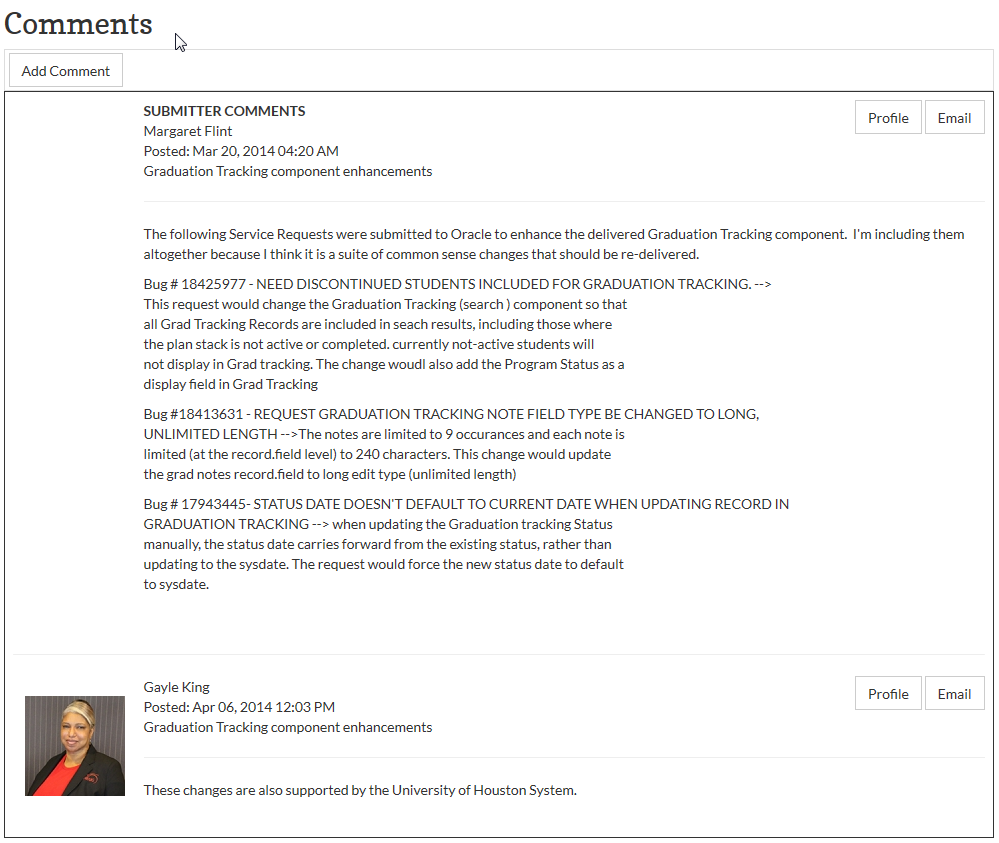 Comments
Add Comment
SUBMITTER COMMENTS
Profile
Email
Margaret Flint
Posted: Mar 20, 2014 04:20 AM
Graduation Tracking component enhancements
The following Service Requests were submitted to Oracle to enhance the delivered Graduation Tracking component.  I'm including them
altogether because I think it is a suite of common sense changes that should be re-delivered.
Bug # 18425977 - NEED DISCONTINUED STUDENTS INCLUDED FOR GRADUATION TRACKING. -->
This request would change the Graduation Tracking (search ) component so that
all Grad Tracking Records are included in seach results, including those where
the plan stack is not active or completed. currently not-active students will
not display in Grad tracking. The change woudl also add the Program Status as a
display field in Grad Tracking
Bug #18413631 - REQUEST GRADUATION TRACKING NOTE FIELD TYPE BE CHANGED TO LONG,
UNLIMITED LENGTH -->The notes are limited to 9 occurances and each note is
limited (at the record.field level) to 240 characters. This change would update
the grad notes record.field to long edit type (unlimited length)
Bug # 17943445- STATUS DATE DOESN'T DEFAULT TO CURRENT DATE WHEN UPDATING RECORD IN
GRADUATION TRACKING --> when updating the Graduation tracking Status
manually, the status date carries forward from the existing status, rather than
updating to the sysdate. The request would force the new status date to default
to sysdate.
Gayle King
Profile
Email
Posted: Apr 06, 2014 12:03 PM
Graduation Tracking component enhancements
These changes are also supported by the University of Houston System.